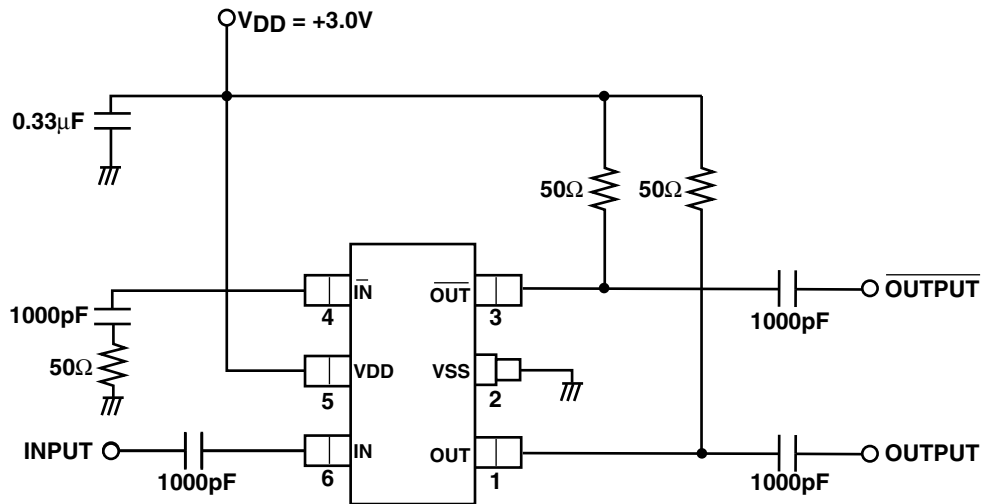 VDD = +3.0V
0.33µF
50Ω 50Ω
IN OUT
4 3
1000pF
OUTPUT
1000pF
50Ω
VDD VSS
5 2
INPUT
IN OUT
6 1
OUTPUT
1000pF
1000pF